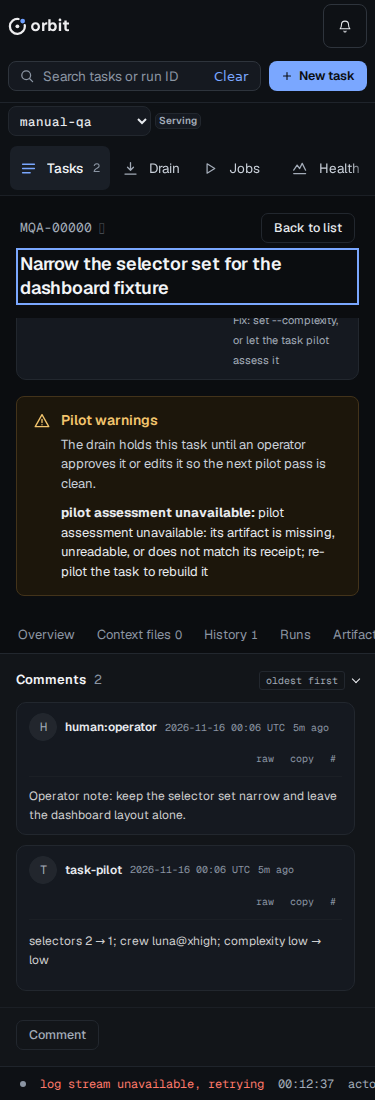 orbit
Search tasks or run ID Clear + New task
manual-qa Serving
Tasks 2 Drain Jobs Health
MQA-00000 Back to list
Narrow the selector set for the
dashboard fixture
Fix: set --complexity,
or let the task pilot
assess it
Pilot warnings
The drain holds this task until an operator
approves it or edits it so the next pilot pass is
clean.
pilot assessment unavailable: pilot
assessment unavailable: its artifact is missing,
unreadable, or does not match its receipt; re-
pilot the task to rebuild it
Overview Context files 0 History 1 Runs Artifact
Comments 2 oldest first
H human:operator 2026-11-16 00:06 UTC 5m ago
raw copy #
Operator note: keep the selector set narrow and leave
the dashboard layout alone.
T task-pilot 2026-11-16 00:06 UTC 5m ago
raw copy #
selectors 2 → 1; crew luna@xhigh; complexity low →
low
Comment
log stream unavailable, retrying 00:12:37 acto